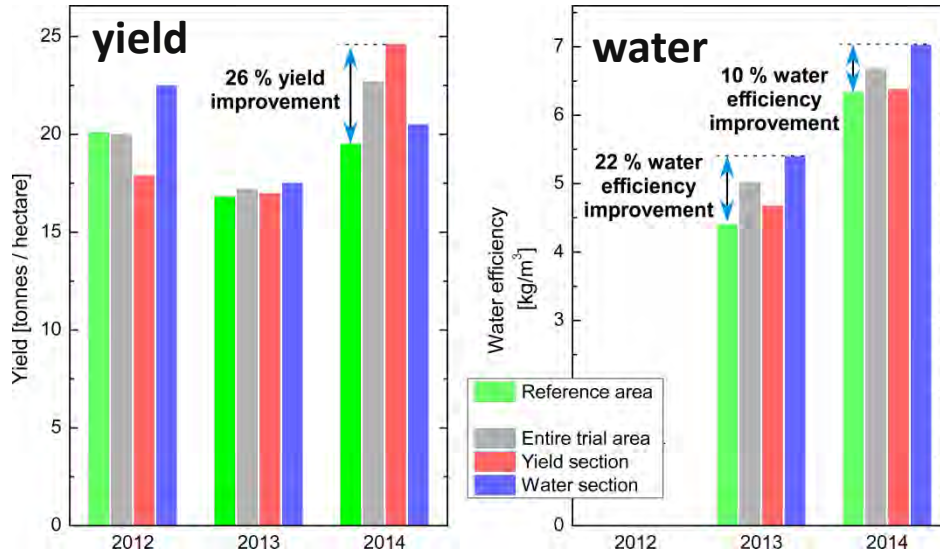 yield
26 % yield
improvement
Yield [tonnes / hectare]
25
20
15
10
5
0
2012
2013
2014
water
10 % water
efficiency
improvement
22 % water
efficiency
improvement
Water efficiency
[kg/m³]
7
6
5
4
3
2
1
0
2012
2013
2014
Reference area
Entire trial area
Yield section
Water section